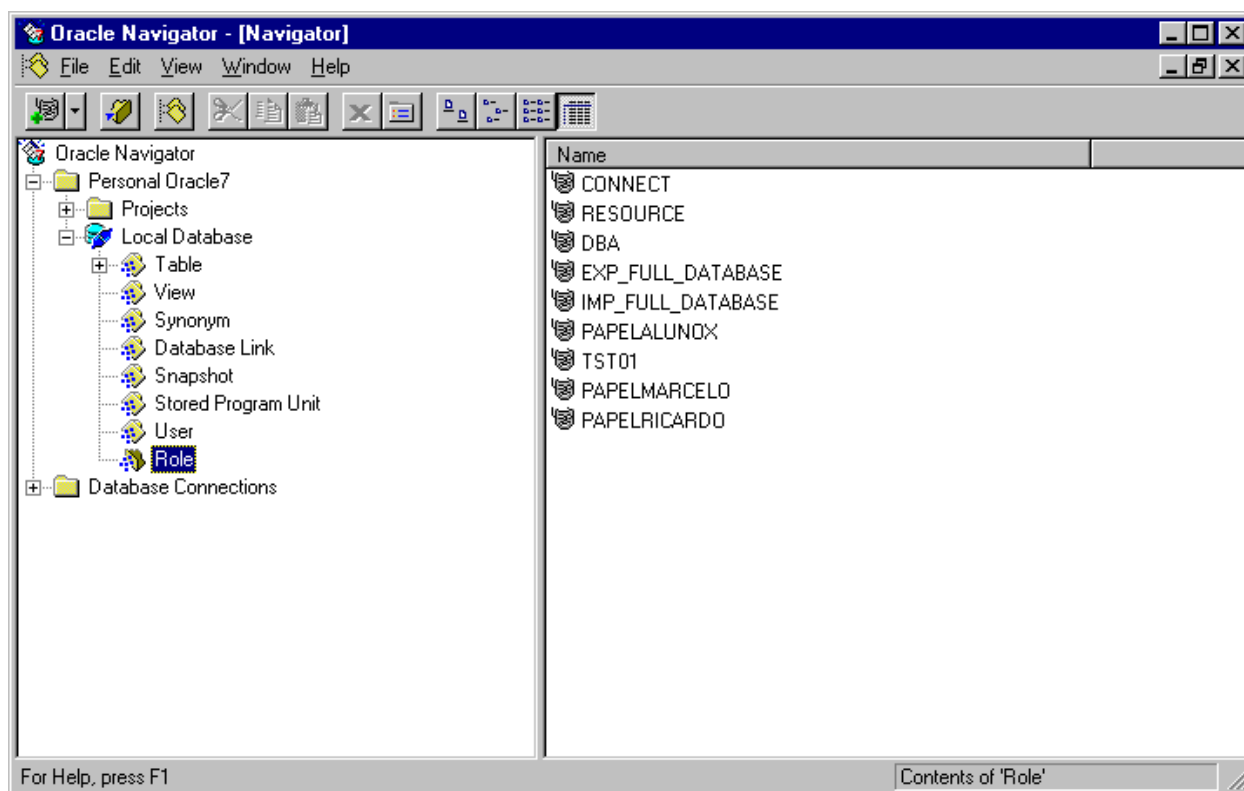 Oracle Navigator - [Navigator]
File Edit View Window Help
Oracle Navigator
Personal Oracle7
Projects
Local Database
Table
View
Synonym
Database Link
Snapshot
Stored Program Unit
User
Role
Database Connections
Name
CONNECT
RESOURCE
DBA
EXP_FULL_DATABASE
IMP_FULL_DATABASE
PAPELALUNOX
TST01
PAPELMARCELO
PAPELRICARDO
For Help, press F1
Contents of 'Role'